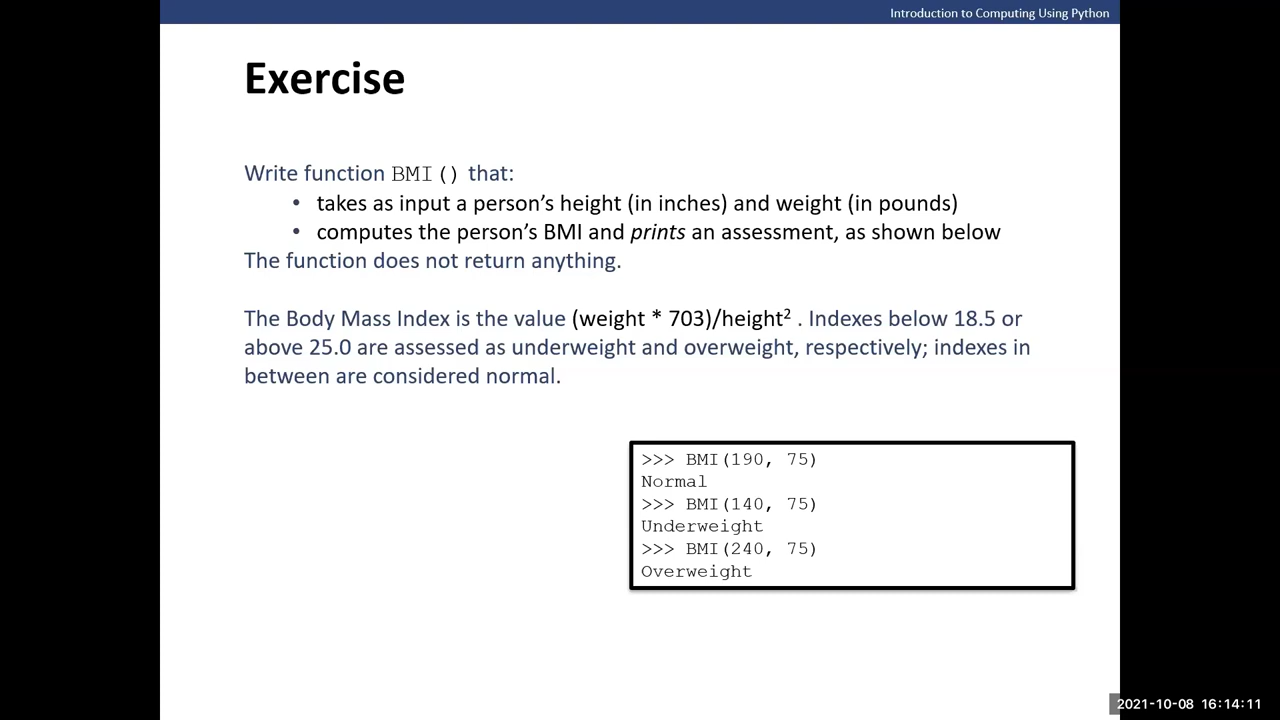 Introduction to Computing Using Python
Exercise
Write function BMI() that:
• takes as input a person’s height (in inches) and weight (in pounds)
• computes the person’s BMI and prints an assessment, as shown below
The function does not return anything.
The Body Mass Index is the value (weight * 703)/height² . Indexes below 18.5 or
above 25.0 are assessed as underweight and overweight, respectively; indexes in
between are considered normal.
>>> BMI(190, 75)
Normal
>>> BMI(140, 75)
Underweight
>>> BMI(240, 75)
Overweight
2021-10-08 16:14:11